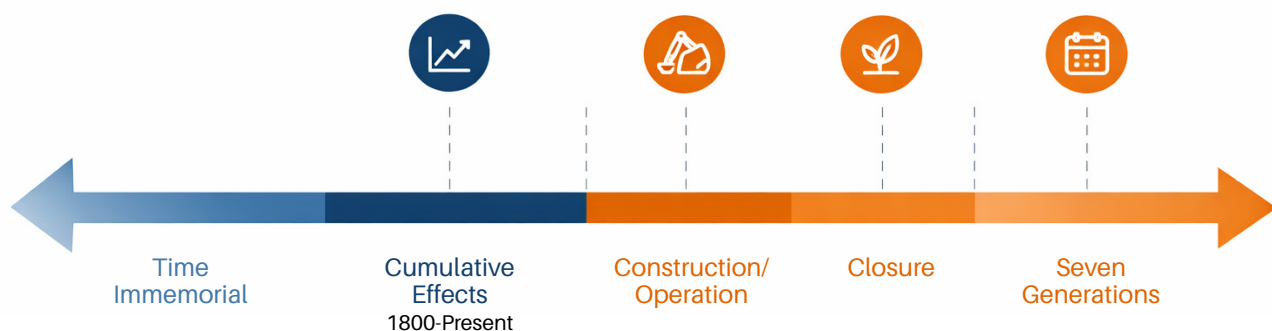 Time
Immemorial
Cumulative
Effects
1800-Present
Construction/
Operation
Closure
Seven
Generations